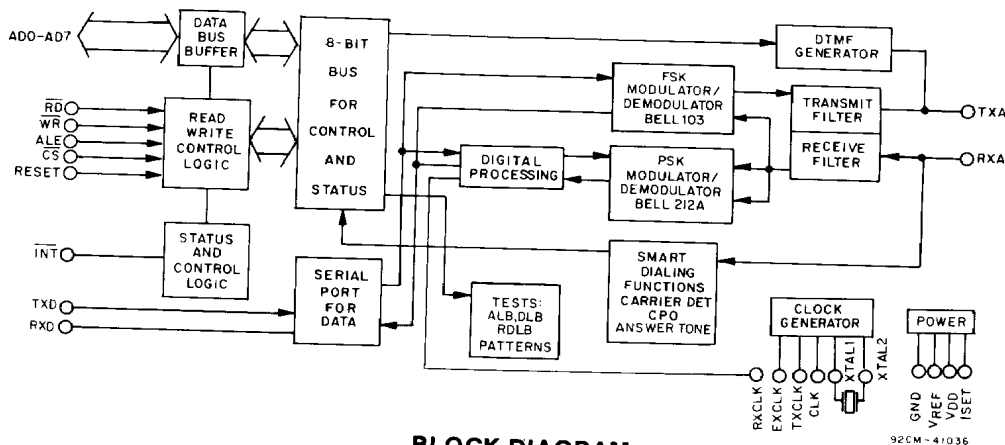 AD0-AD7
DATA
BUS
BUFFER
8-BIT
BUS
FOR
CONTROL
AND
STATUS
DTMF
GENERATOR
RD
WR
ALE
CS
RESET
READ
WRITE
CONTROL
LOGIC
FSK
MODULATOR/
DEMODULATOR
BELL 103
TRANSMIT
FILTER
RECEIVE
FILTER
TXA
RXA
DIGITAL
PROCESSING
PSK
MODULATOR/
DEMODULATOR
BELL 212A
INT
STATUS
AND
CONTROL
LOGIC
TXD
RXD
SERIAL
PORT
FOR
DATA
TESTS:
ALB,DLB
RDLB
PATTERNS
SMART
DIALING
FUNCTIONS
CARRIER DET
CPO
ANSWER TONE
CLOCK
GENERATOR
POWER
RXCLK
EXCLK
TXCLK
CLK
XTAL1
XTAL2
GND
VREF
VDD
ISET
92CM-41036
BLOCK DIAGRAM